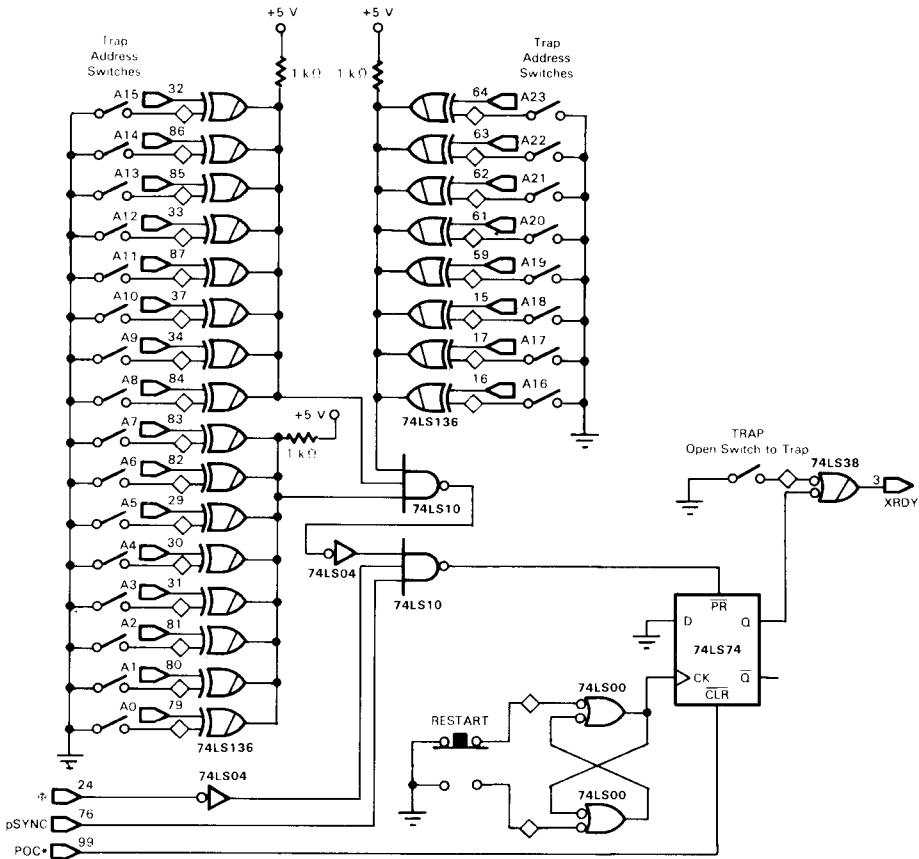 +5 V
+5 V
Trap
Address
Switches
Trap
Address
Switches
1 kΩ
1 kΩ
A15
32
64
A23
A14
86
63
A22
A13
85
62
A21
A12
33
61
A20
A11
87
59
A19
A10
37
15
A18
A9
34
17
A17
A8
84
16
A16
74LS136
A7
83
+5 V
1 kΩ
A6
82
A5
29
A4
30
A3
31
A2
81
A1
80
A0
79
74LS136
74LS10
74LS04
74LS10
TRAP
Open Switch to Trap
74LS38
3
XRDY
PR
D
Q
74LS74
CK
Q
CLR
RESTART
74LS00
74LS00
74LS04
24
pSYNC
76
POC*
99